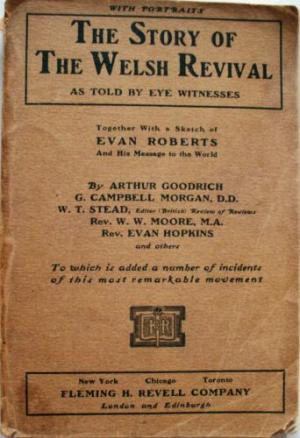 WITH PORTRAITS
THE STORY OF
THE WELSH REVIVAL
AS TOLD BY EYE WITNESSES
Together With a Sketch of
EVAN ROBERTS
And His Message to the World
By ARTHUR GOODRICH
G. CAMPBELL MORGAN, D.D.
W. T. STEAD, Editor (British) Review of Reviews
Rev. W. W. MOORE, M.A.
Rev. EVAN HOPKINS
and others
To which is added a number of incidents
of this most remarkable movement
New York Chicago Toronto
FLEMING H. REVELL COMPANY
London and Edinburgh